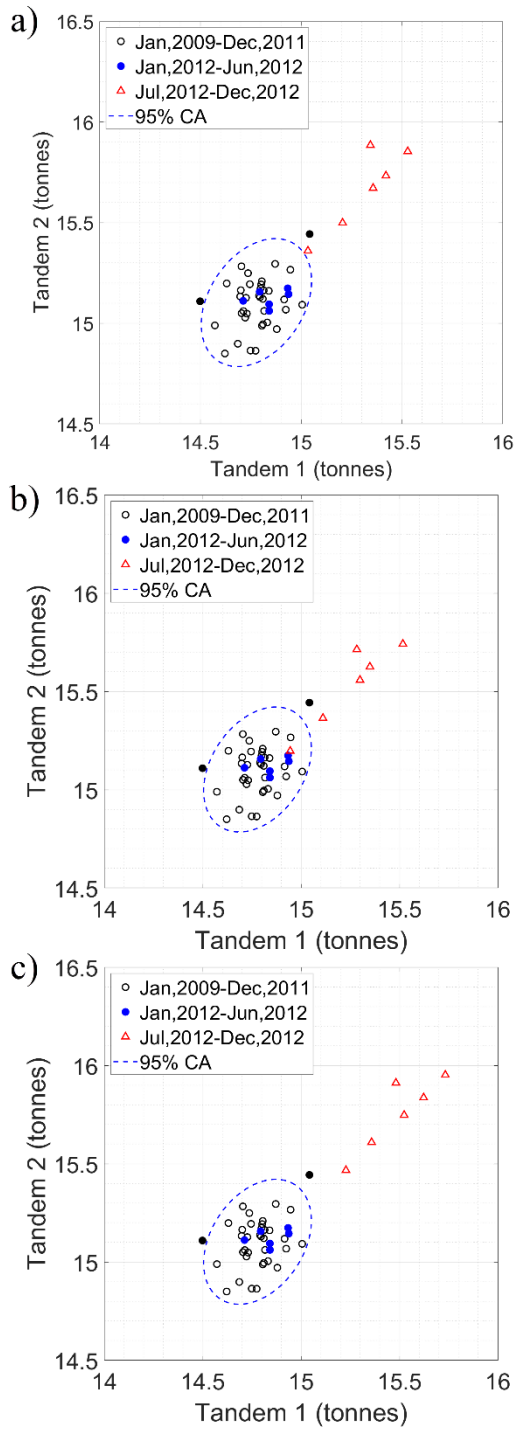 a)
16.5
Jan,2009-Dec,2011
Jan,2012-Jun,2012
Jul,2012-Dec,2012
95% CA
16
15.5
15
14.5
Tandem 2 (tonnes)
14 14.5 15 15.5 16
Tandem 1 (tonnes)
b)
16.5
Jan,2009-Dec,2011
Jan,2012-Jun,2012
Jul,2012-Dec,2012
95% CA
16
15.5
15
14.5
Tandem 2 (tonnes)
14 14.5 15 15.5 16
Tandem 1 (tonnes)
c)
16.5
Jan,2009-Dec,2011
Jan,2012-Jun,2012
Jul,2012-Dec,2012
95% CA
16
15.5
15
14.5
Tandem 2 (tonnes)
14 14.5 15 15.5 16
Tandem 1 (tonnes)